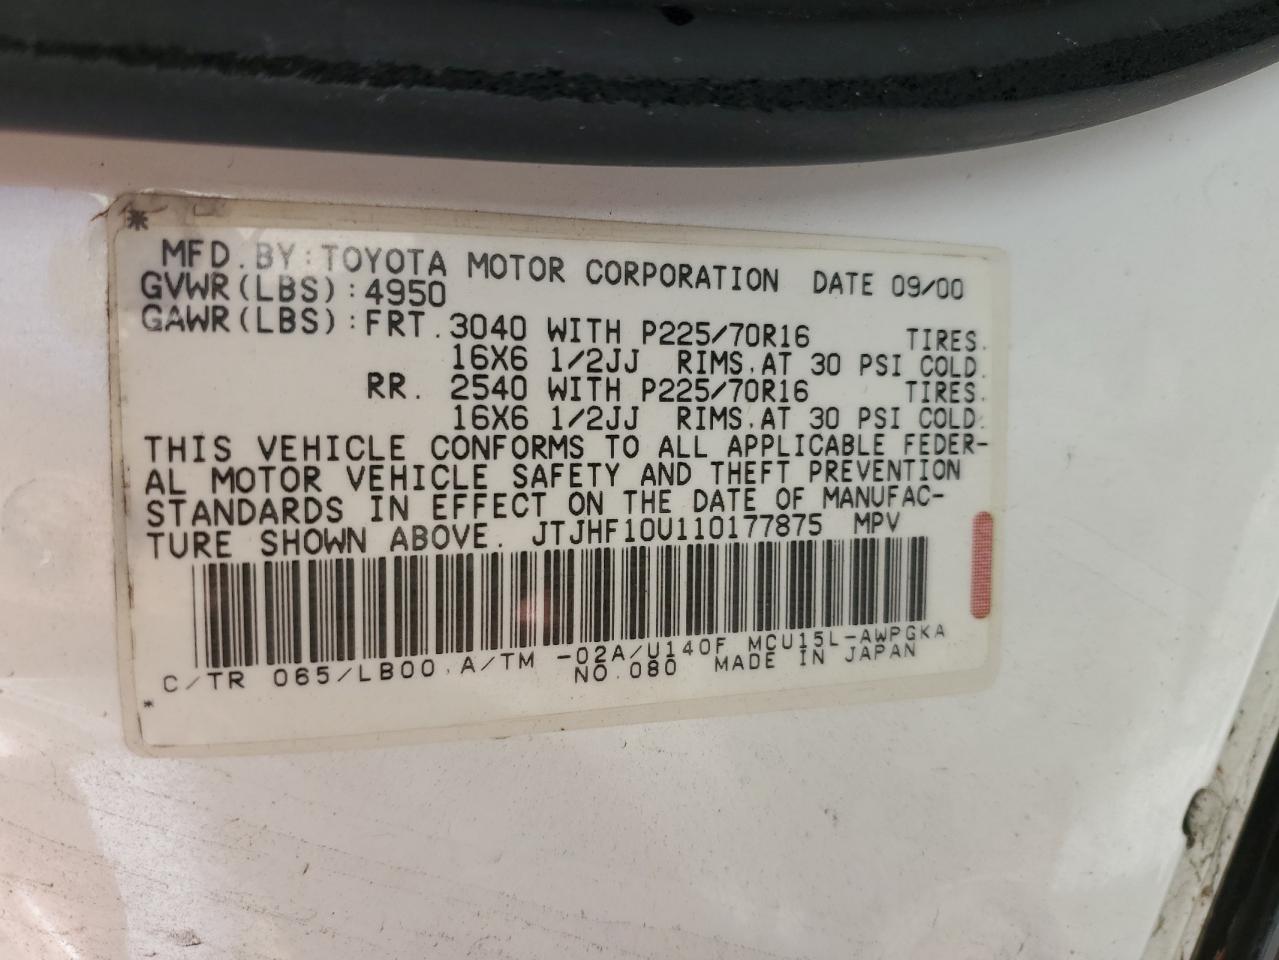 *
MFD. BY: TOYOTA MOTOR CORPORATION DATE 09/00
GVWR(LBS): 4950
GAWR(LBS): FRT. 3040 WITH P225/70R16 TIRES.
16X6 1/2JJ RIMS. AT 30 PSI COLD.
RR. 2540 WITH P225/70R16 TIRES.
16X6 1/2JJ RIMS. AT 30 PSI COLD.
THIS VEHICLE CONFORMS TO ALL APPLICABLE FEDER-
AL MOTOR VEHICLE SAFETY AND THEFT PREVENTION
STANDARDS IN EFFECT ON THE DATE OF MANUFAC-
TURE SHOWN ABOVE. JTJHF10U110177875 MPV
C/TR 065/LB00. A/TM -02A/U140F MCU15L-AWPGKA
NO. 080 MADE IN JAPAN
*